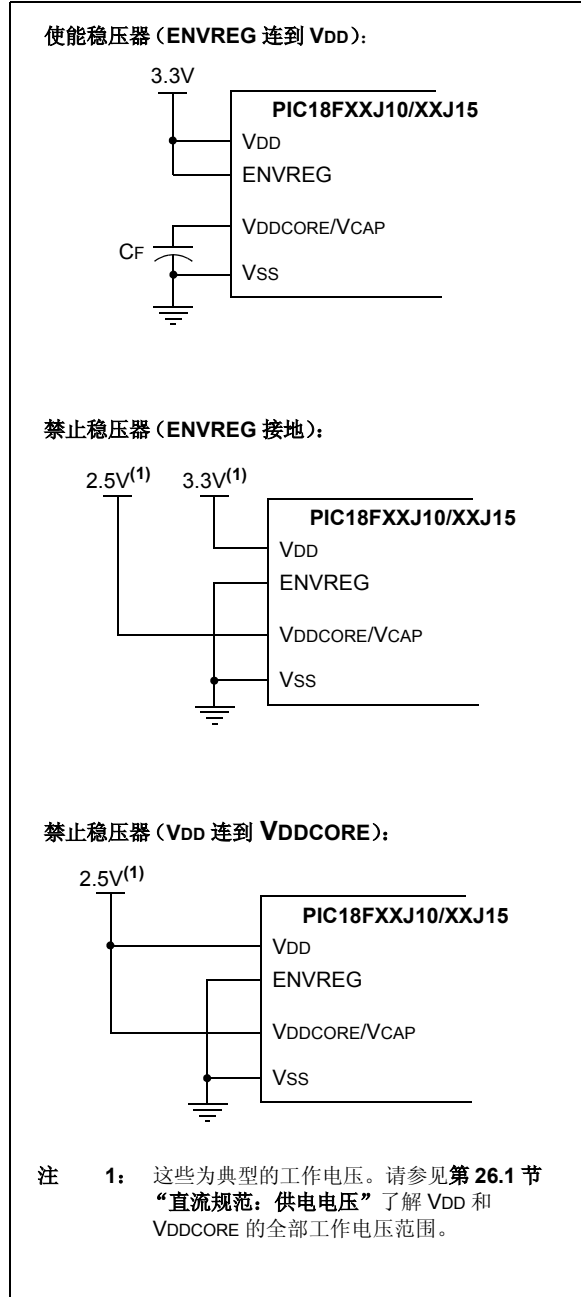 使能稳压器（ENVREG 连到 VDD）：
3.3V
PIC18FXXJ10/XXJ15
VDD
ENVREG
VDDCORE/VCAP
CF
VSS
禁止稳压器（ENVREG 接地）：
2.5V(1) 3.3V(1)
PIC18FXXJ10/XXJ15
VDD
ENVREG
VDDCORE/VCAP
VSS
禁止稳压器（VDD 连到 VDDCORE）：
2.5V(1)
PIC18FXXJ10/XXJ15
VDD
ENVREG
VDDCORE/VCAP
VSS
注 1： 这些为典型的工作电压。请参见第 26.1 节
“直流规范：供电电压”了解 VDD 和
VDDCORE 的全部工作电压范围。